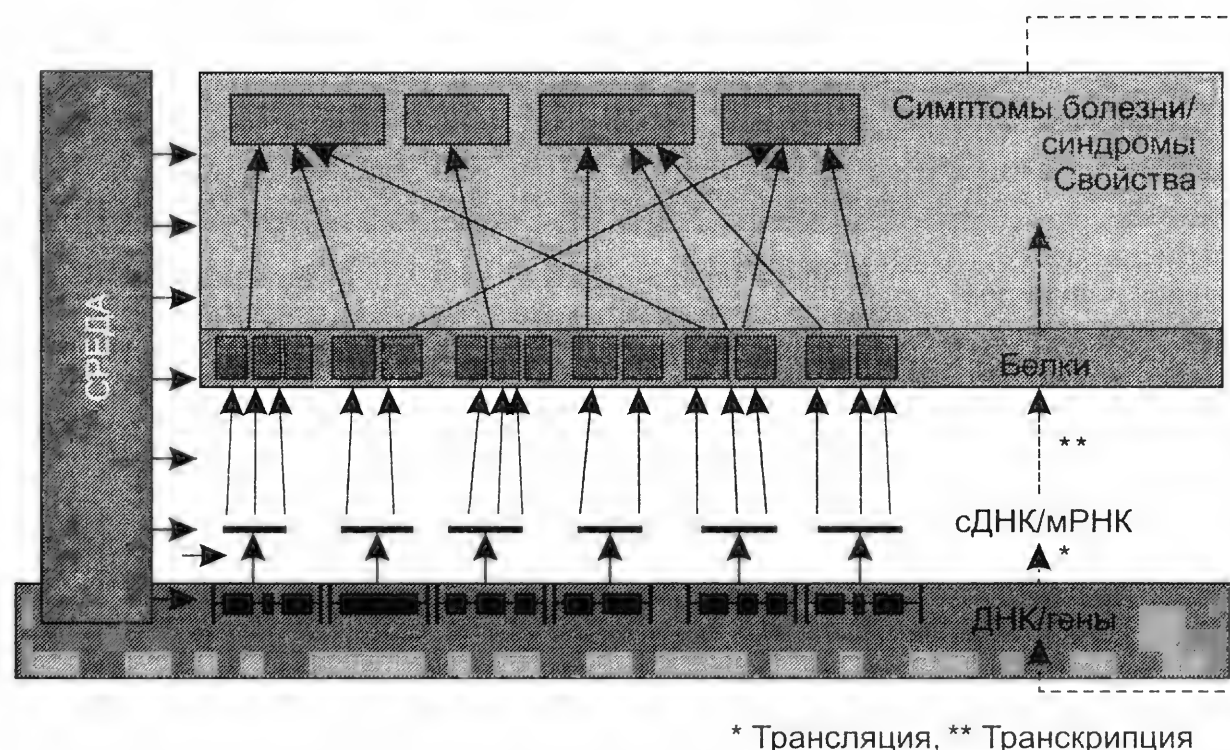 Симптомы болезни/
синдромы
Свойства
СРЕДА
Белки
**
сДНК/мРНК
*
ДНК/гены
* Трансляция, ** Транскрипция